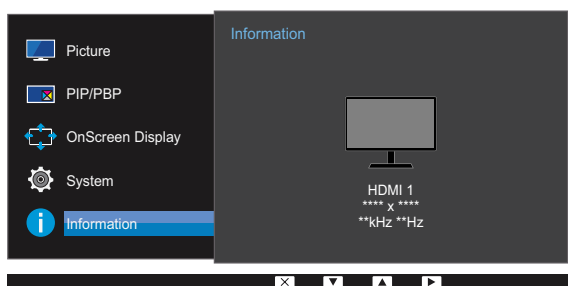 Picture
PIP/PBP
OnScreen Display
System
Information
Information
HDMI 1
**** x ****
**kHz **Hz